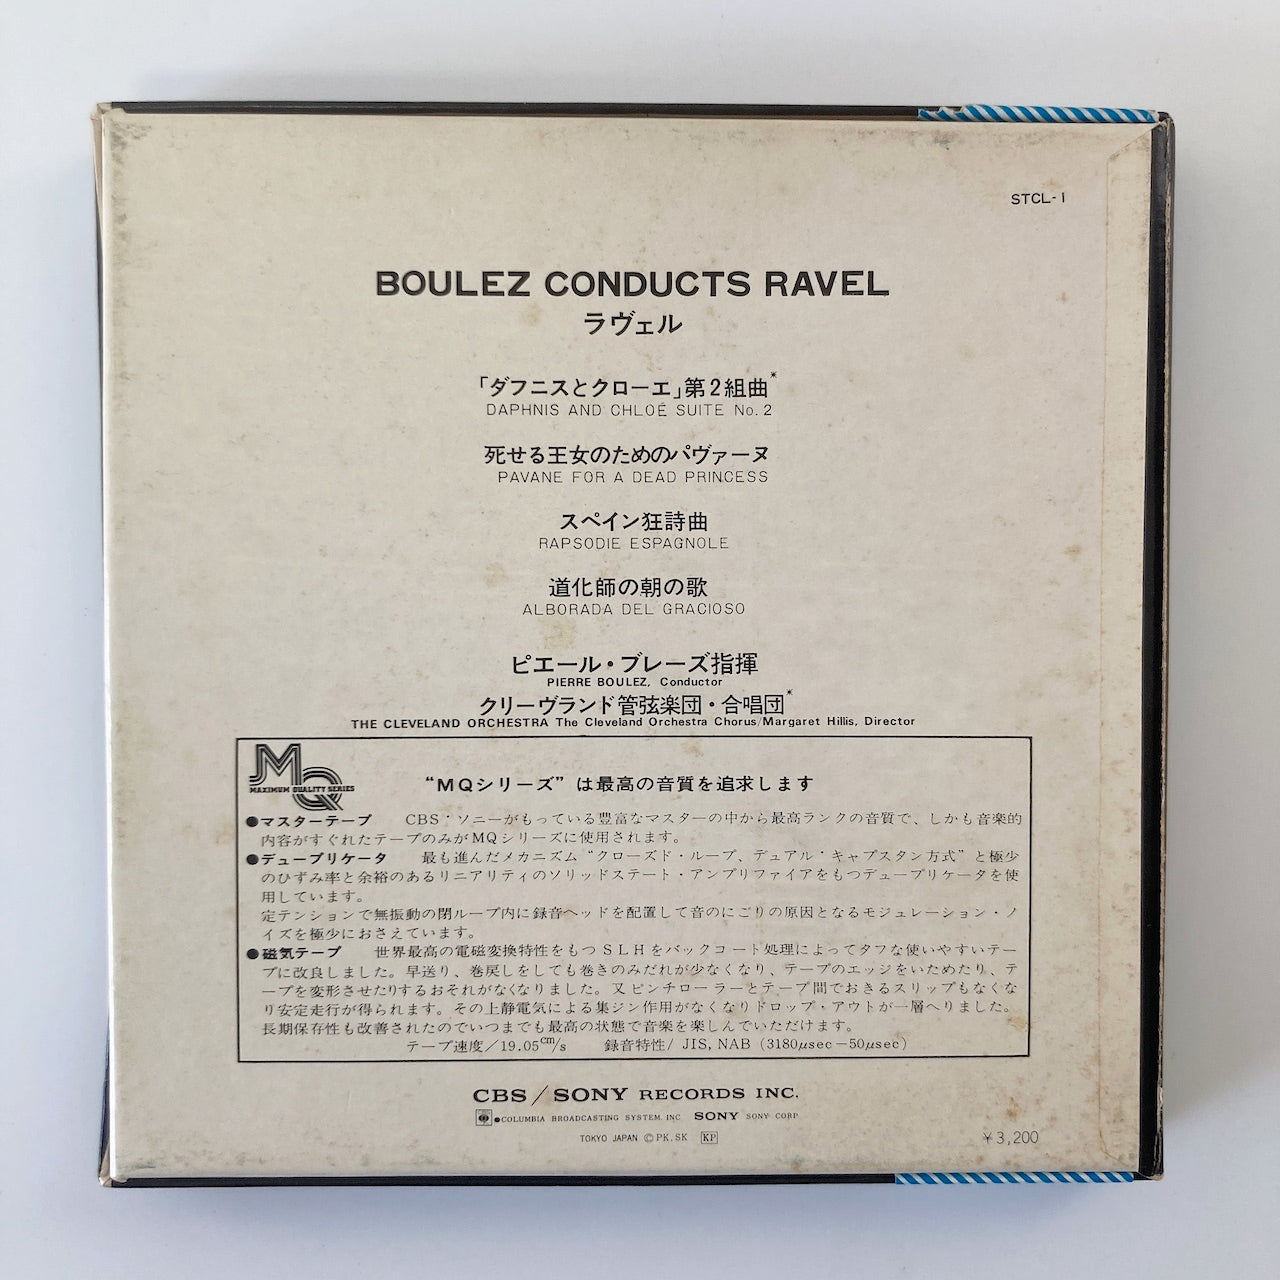 STCL-1
BOULEZ CONDUCTS RAVEL
ラヴェル
「ダフニスとクローエ」第2組曲*
DAPHNIS AND CHLOÉ SUITE No. 2
死せる王女のためのパヴァーヌ
PAVANE FOR A DEAD PRINCESS
スペイン狂詩曲
RAPSODIE ESPAGNOLE
道化師の朝の歌
ALBORADA DEL GRACIOSO
ピエール・ブレーズ指揮
PIERRE BOULEZ, Conductor
クリーヴランド管弦楽団・合唱団*
THE CLEVELAND ORCHESTRA The Cleveland Orchestra Chorus/Margaret Hillis, Director
MQ
MAXIMUM QUALITY SERIES
“MQシリーズ”は最高の音質を追求します
●マスターテープ CBS・ソニーがもっている豊富なマスターの中から最高ランクの音質で、しかも音楽的
内容がすぐれたテープのみがMQシリーズに使用されます。
●デュープリケータ 最も進んだメカニズム“クローズド・ループ、デュアル・キャプスタン方式”と極少
のひずみ率と余裕のあるリニアリティのソリッドステート・アンプリファイアをもつデュープリケータを使
用しています。
定テンションで無振動の閉ループ内に録音ヘッドを配置して音のにごりの原因となるモジュレーション・ノ
イズを極少におさえています。
●磁気テープ 世界最高の電磁変換特性をもつSLHをバックコート処理によってタフな使いやすいテー
プに改良しました。早送り、巻戻しをしても巻きのみだれが少なくなり、テープのエッジをいためたり、テ
ープを変形させたりするおそれがなくなりました。又ピンチローラーとテープ間でおきるスリップもなくな
り安定走行が得られます。その上静電気による集ジン作用がなくなりドロップ・アウトが一層へりました。
長期保存性も改善されたのでいつまでも最高の状態で音楽を楽しんでいただけます。
テープ速度/19.05cm/s 録音特性/ JIS, NAB (3180μsec−50μsec)
CBS/SONY RECORDS INC.
●COLUMBIA BROADCASTING SYSTEM. INC SONY SONY CORP
TOKYO JAPAN ©PK, SK KP
¥3,200